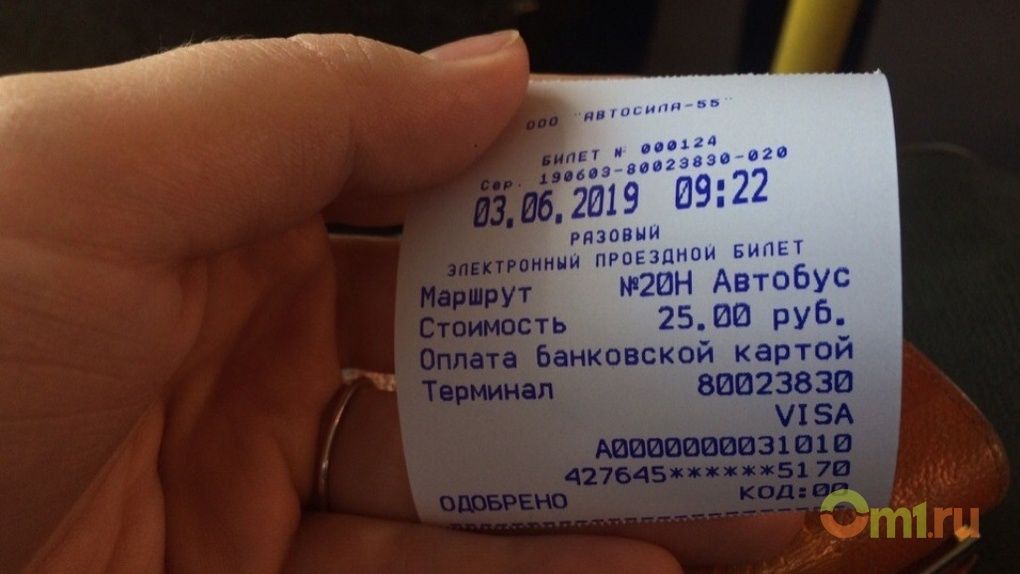 ООО "АВТОСИЛА-55"
БИЛЕТ № 000124
Сер. 190603-80023830-020
03.06.2019 09:22
РАЗОВЫЙ
ЭЛЕКТРОННЫЙ ПРОЕЗДНОЙ БИЛЕТ
Маршрут №20Н Автобус
Стоимость 25.00 руб.
Оплата банковской картой
Терминал 80023830
VISA
A0000000031010
427645******5170
ОДОБРЕНО КОД:00
Om1.ru